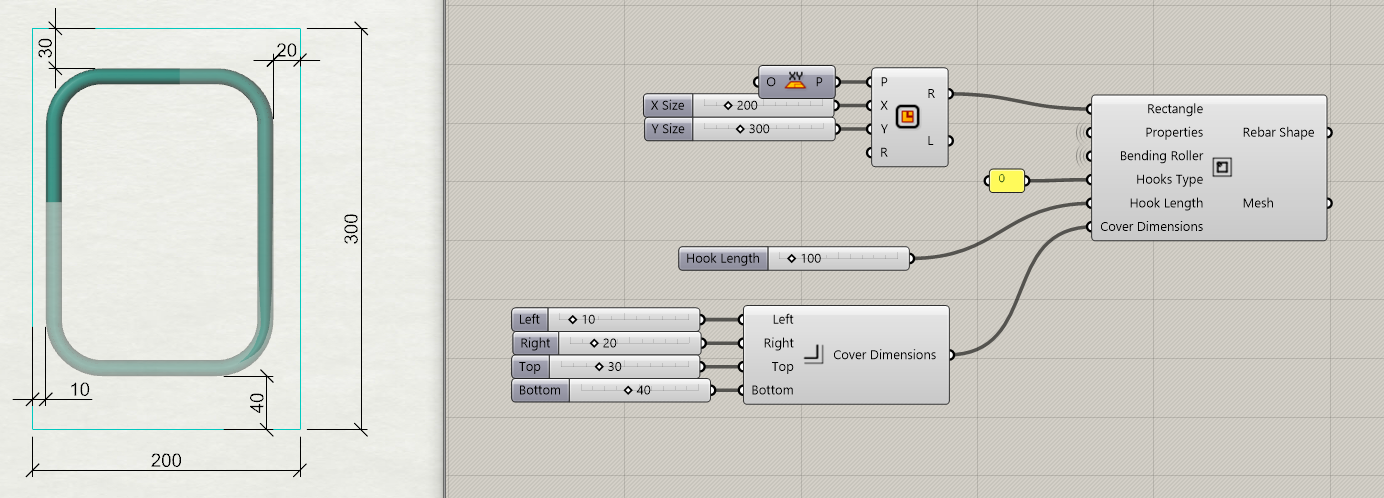 30
20
300
10
40
200
O XY P
X Size 200
Y Size 300
P
X
Y
R
R
L
0
Hook Length 100
Left 10
Right 20
Top 30
Bottom 40
Left
Right
Top
Bottom
Cover Dimensions
Rectangle
Properties
Bending Roller
Hooks Type
Hook Length
Cover Dimensions
Rebar Shape
Mesh